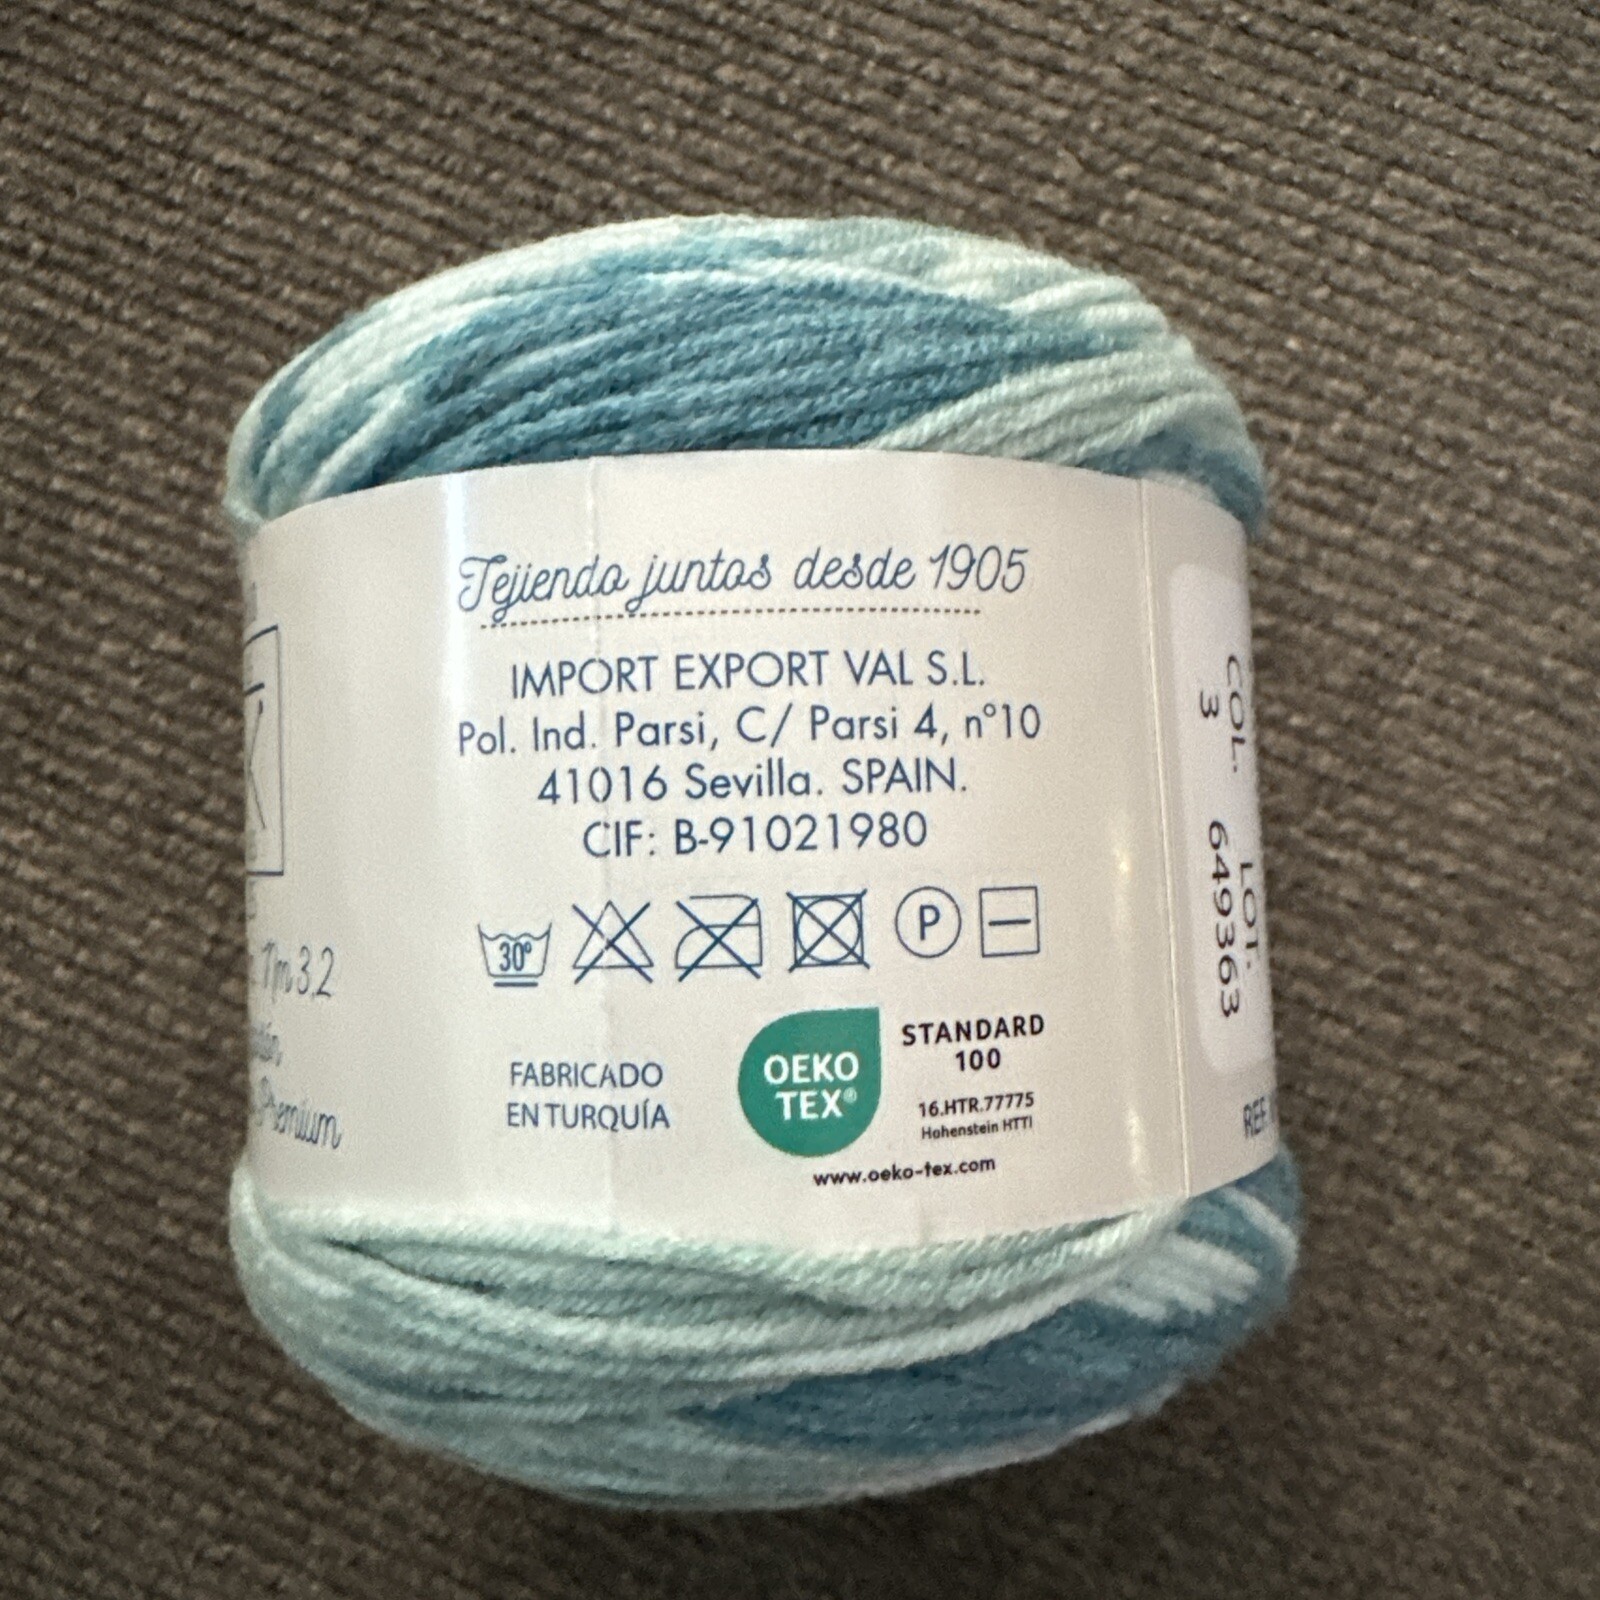 Tejiendo juntos desde 1905
IMPORT EXPORT VAL S.L.
Pol. Ind. Parsi, C/ Parsi 4, nº10
41016 Sevilla. SPAIN.
CIF: B-91021980
30°
P
FABRICADO
EN TURQUÍA
OEKO
TEX®
STANDARD
100
16.HTR.77775
Hohenstein HTTI
www.oeko-tex.com
Nm 3,2
Premium
COL.
3
LOT.
649363
REF.